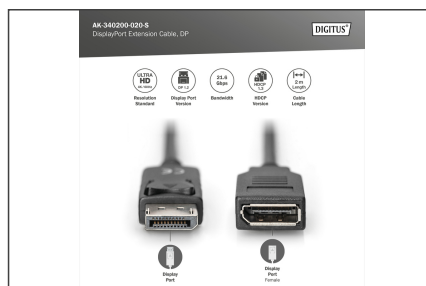 AK-340200-020-S
DisplayPort Extension Cable, DP
DIGITUS®
ULTRA
HD
Resolution
Standard
DP 1.2
Display Port
Version
21.6
Gbps
Bandwidth
HDCP
1.3
HDCP
Version
2 m
Length
Cable
Length
Display
Port
Display
Port
Female